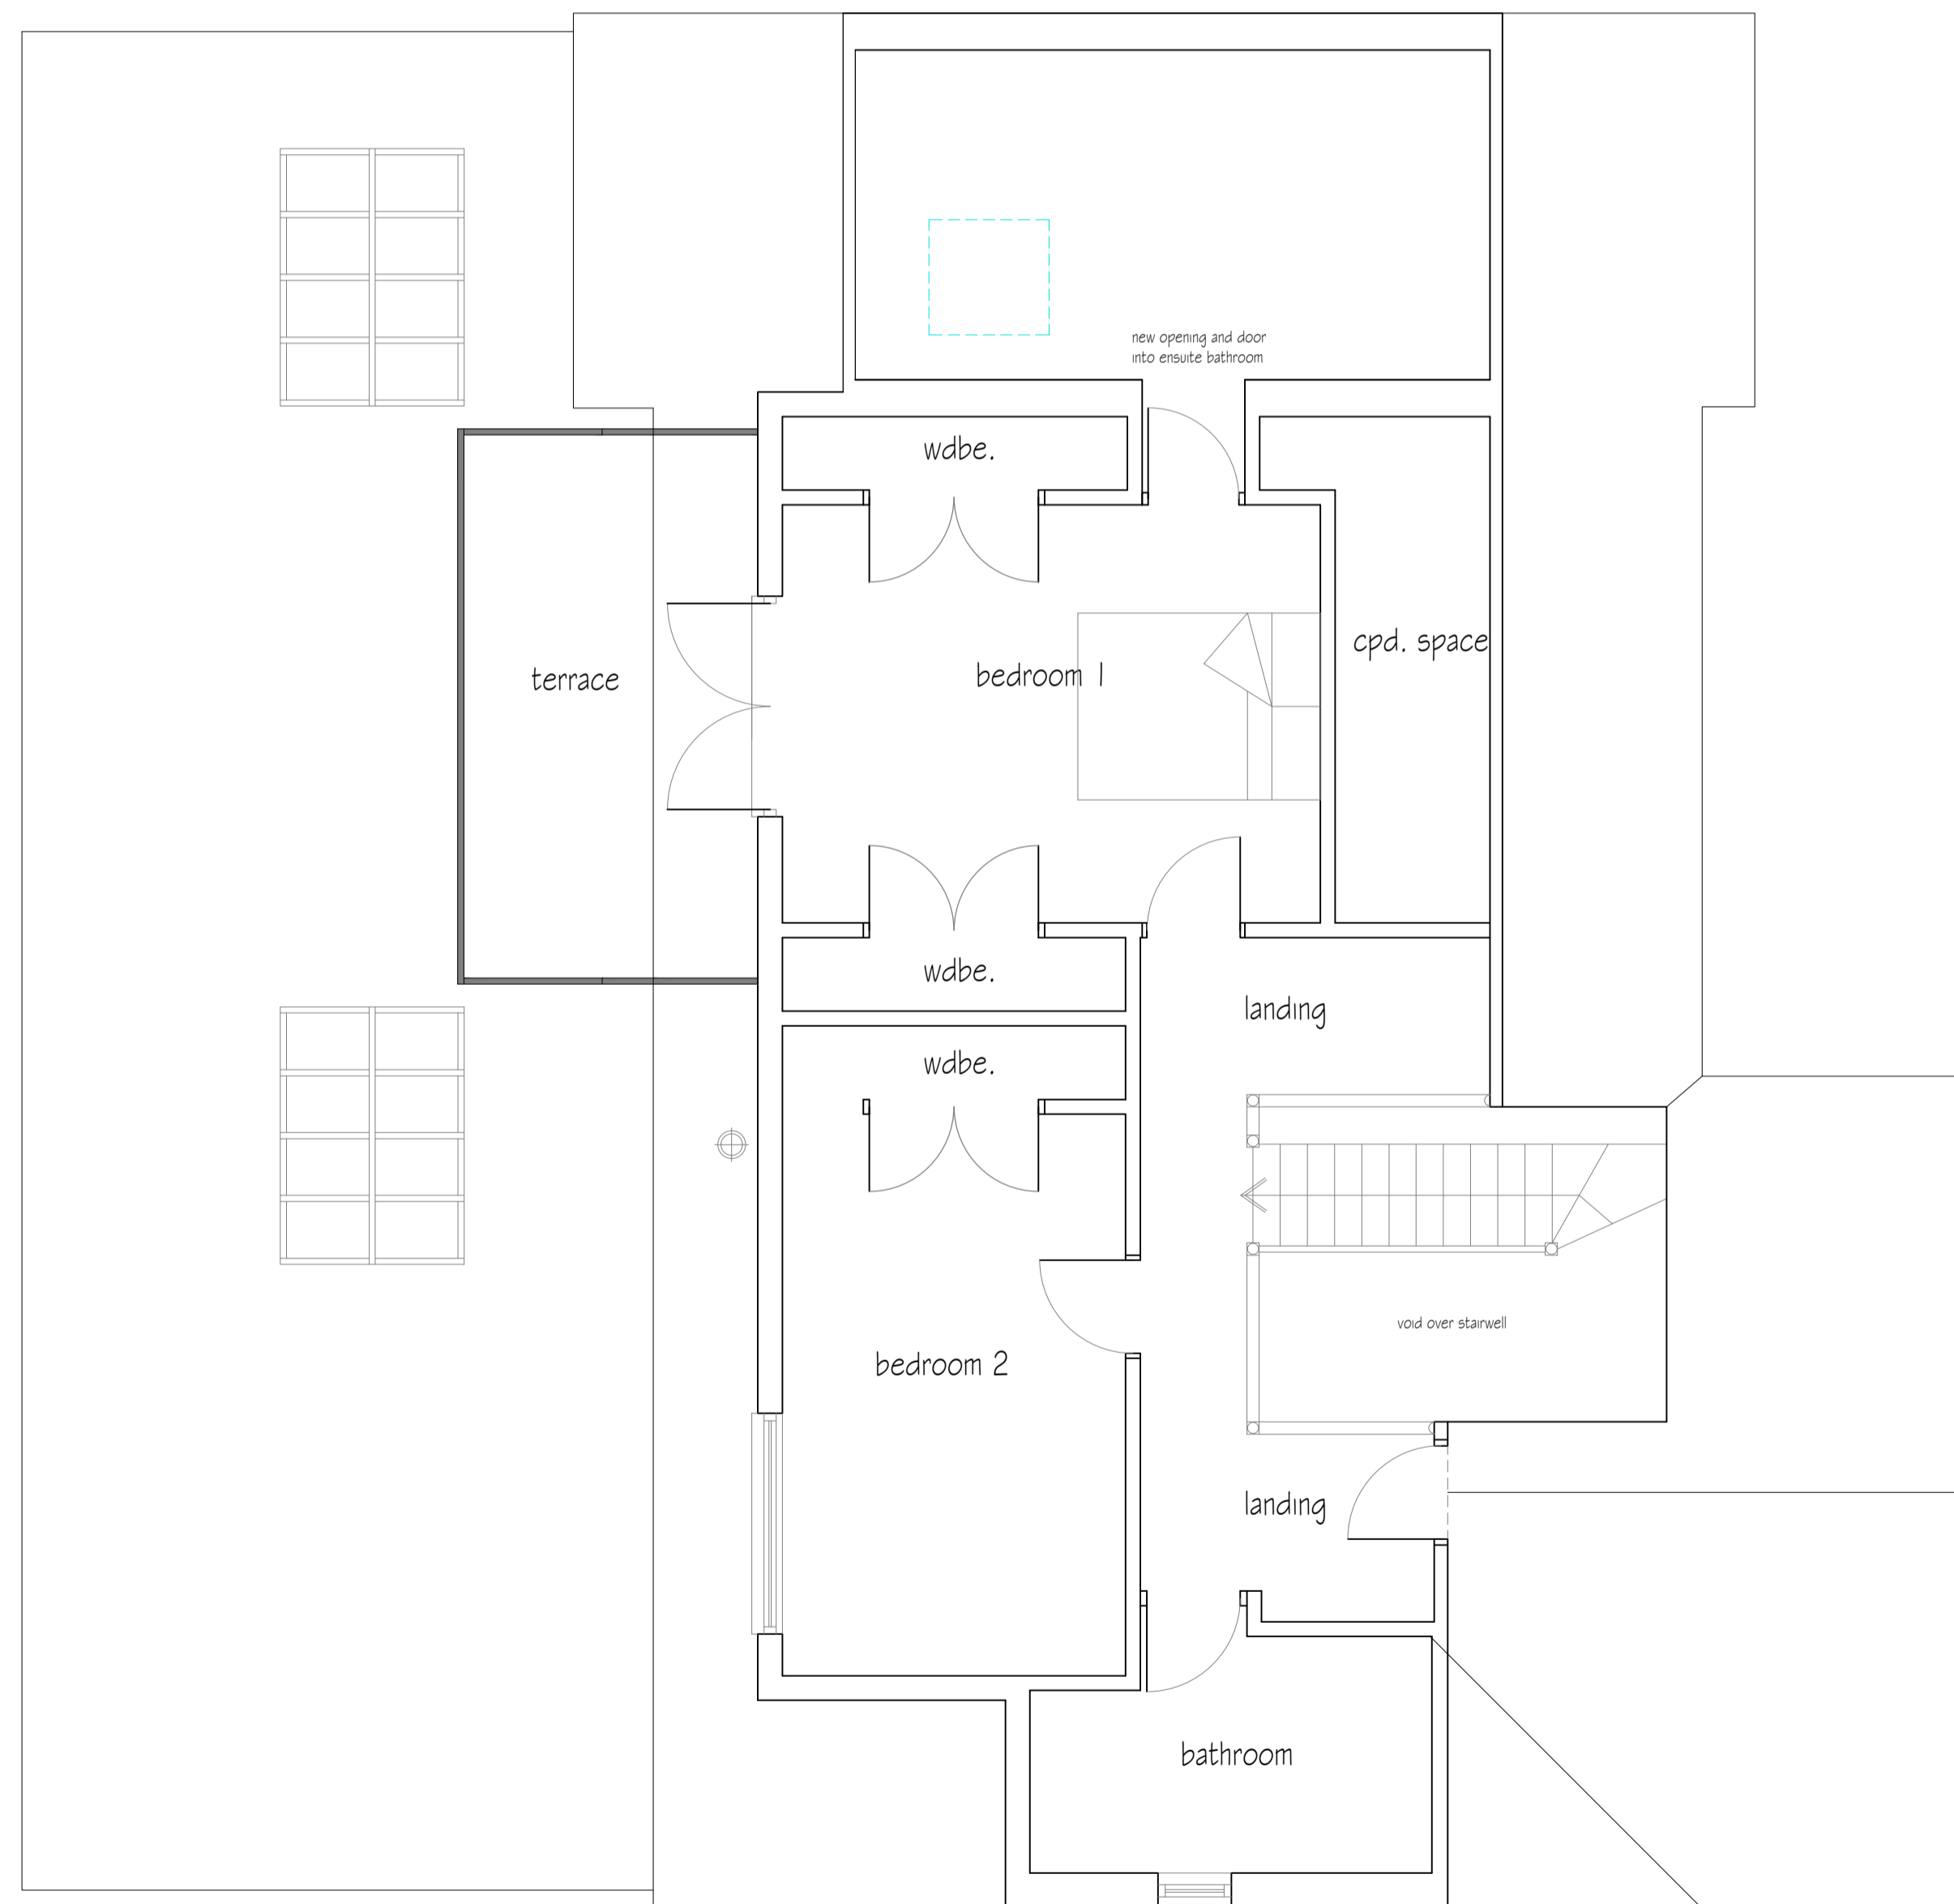 new opening and door
into ensuite bathroom
wdbe.
cpd. space
terrace
bedroom 1
wdbe.
landing
wdbe.
void over stairwell
bedroom 2
landing
bathroom